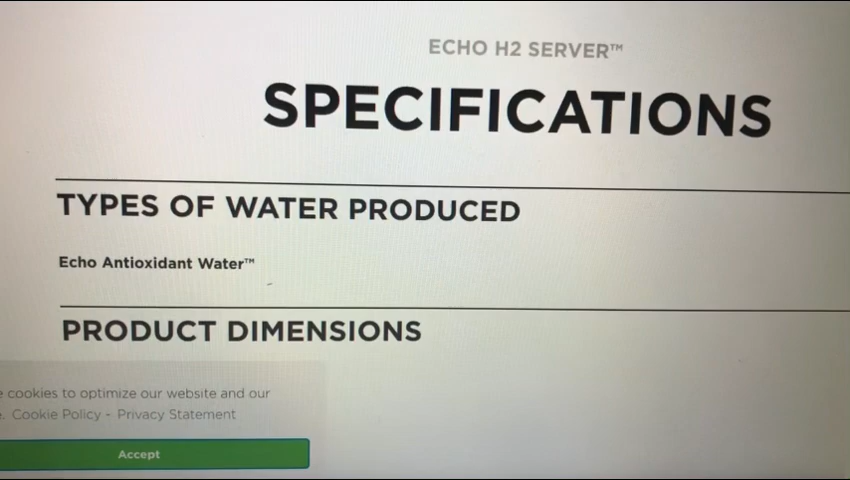 ECHO H2 SERVER™
SPECIFICATIONS
TYPES OF WATER PRODUCED
Echo Antioxidant Water™
PRODUCT DIMENSIONS
cookies to optimize our website and our
Cookie Policy - Privacy Statement
Accept